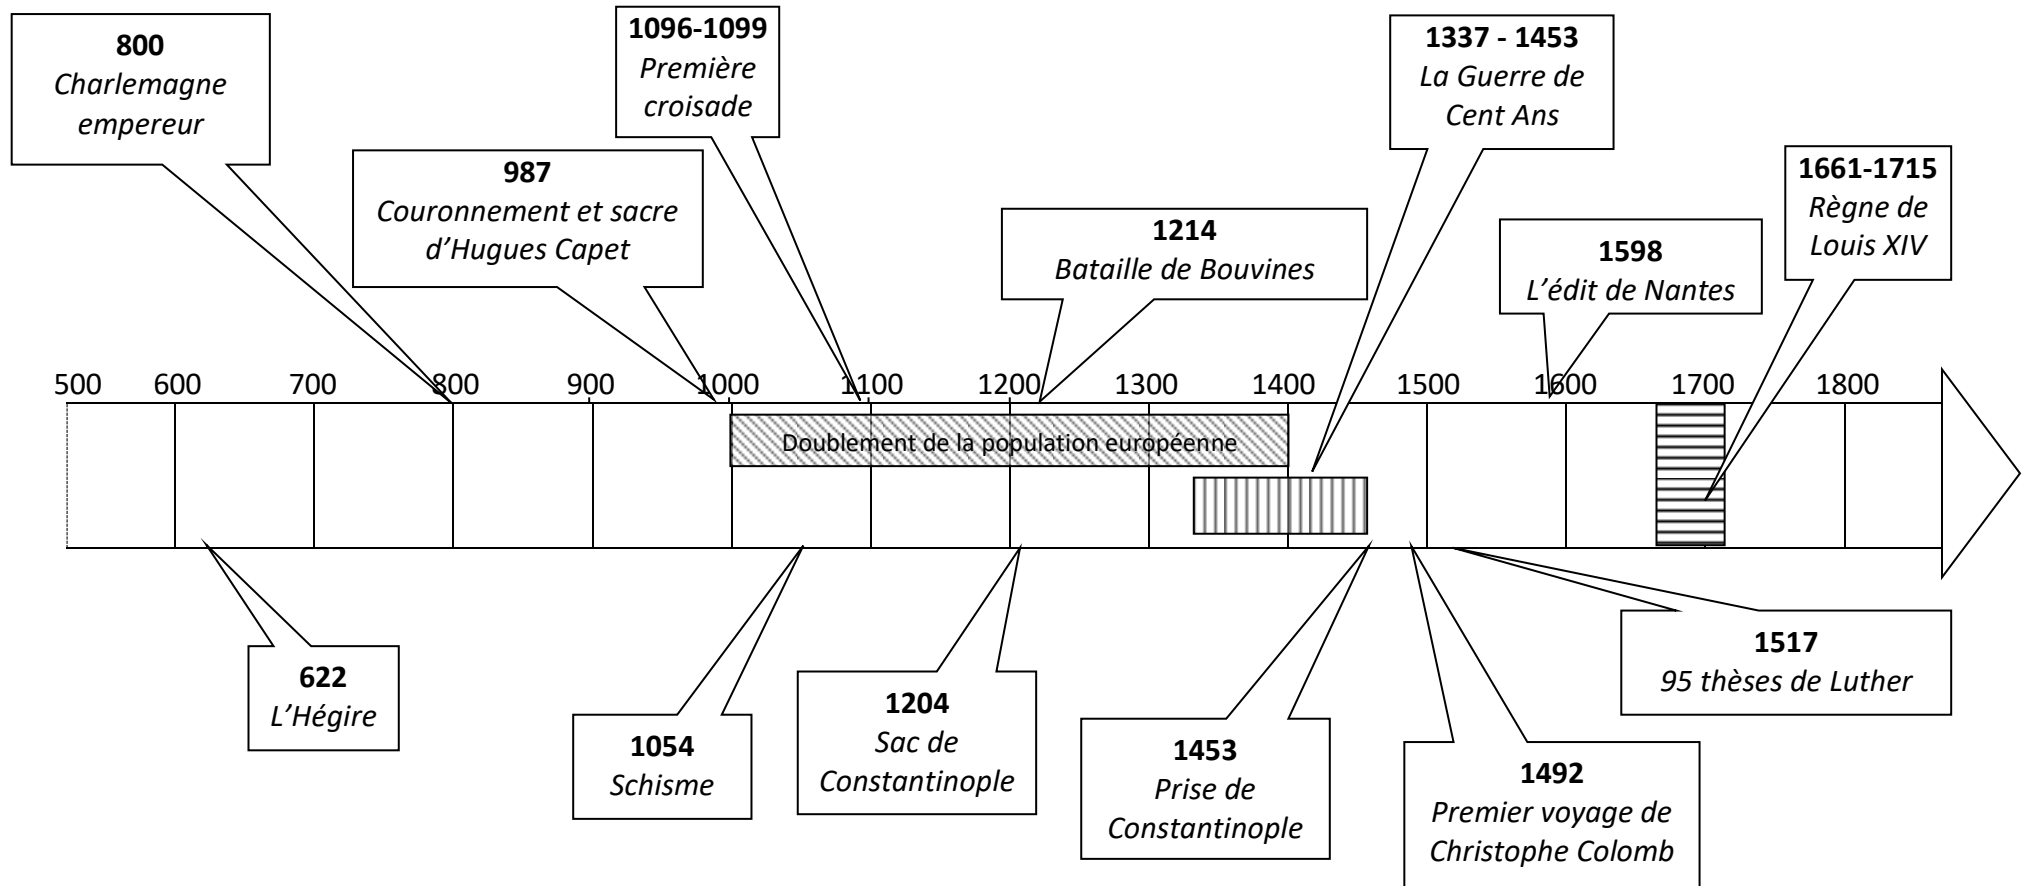 800
Charlemagne
empereur
987
Couronnement et sacre
d’Hugues Capet
1096-1099
Première
croisade
1214
Bataille de Bouvines
1337 - 1453
La Guerre de
Cent Ans
1598
L’édit de Nantes
1661-1715
Règne de
Louis XIV
500 600 700 800 900 1000 1100 1200 1300 1400 1500 1600 1700 1800
Doublement de la population européenne
622
L’Hégire
1054
Schisme
1204
Sac de
Constantinople
1453
Prise de
Constantinople
1492
Premier voyage de
Christophe Colomb
1517
95 thèses de Luther